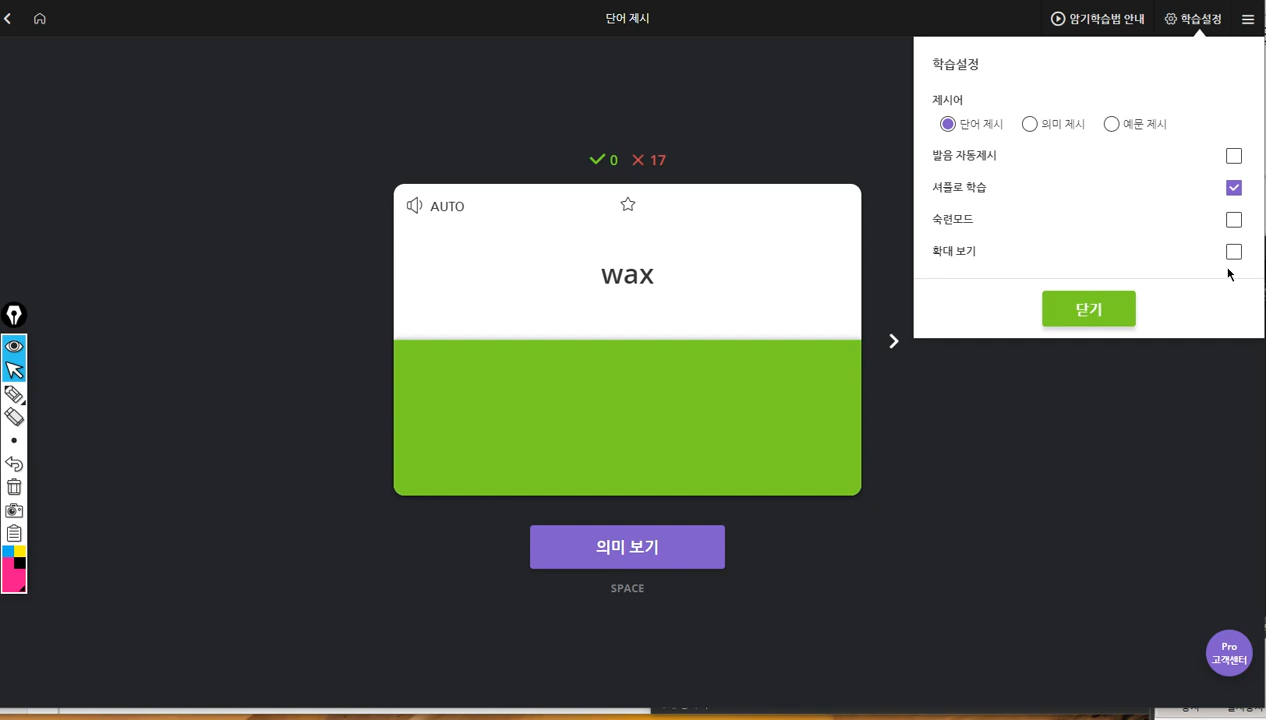 단어 제시
암기학습법 안내
학습설정
학습설정
제시어
단어 제시
의미 제시
예문 제시
발음 자동제시
셔플로 학습
숙련모드
확대 보기
닫기
0
17
AUTO
wax
의미 보기
SPACE
Pro
고객센터